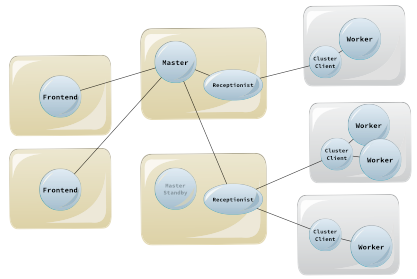 Frontend
Frontend
Master
Receptionist
Master
Standby
Receptionist
Worker
Cluster
Client
Worker
Cluster
Client
Worker
Cluster
Client
Worker